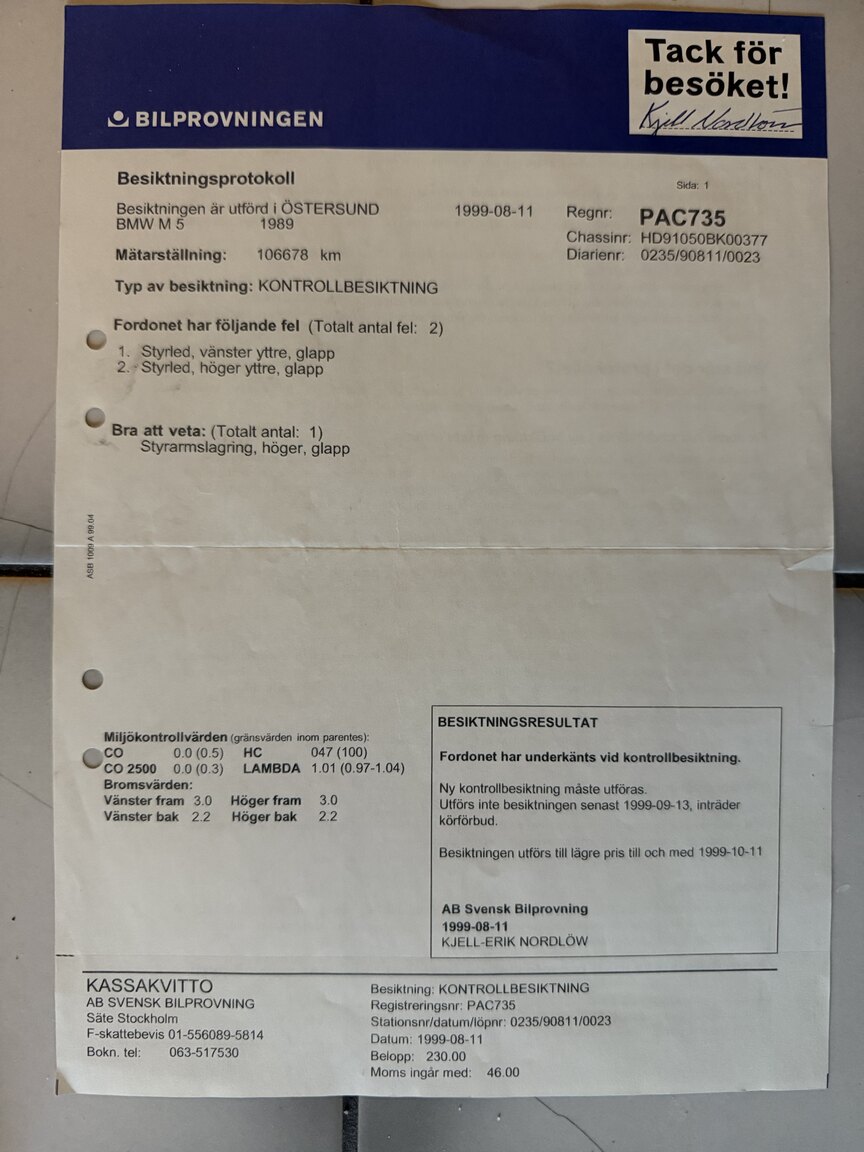 Tack för
besöket!
Kjell Nordlöw
BILPROVNINGEN
Besiktningsprotokoll
Sida: 1
Besiktningen är utförd i ÖSTERSUND 1999-08-11 Regnr: PAC735
BMW M 5 1989
Chassinr: HD91050BK00377
Mätarställning: 106678 km Diarienr: 0235/90811/0023
Typ av besiktning: KONTROLLBESIKTNING
Fordonet har följande fel (Totalt antal fel: 2)
1. Styrled, vänster yttre, glapp
2. Styrled, höger yttre, glapp
Bra att veta: (Totalt antal: 1)
Styrarmslagring, höger, glapp
ASB 1009 A 99.04
Miljökontrollvärden (gränsvärden inom parentes):
CO 0.0 (0.5) HC 047 (100)
CO 2500 0.0 (0.3) LAMBDA 1.01 (0.97-1.04)
Bromsvärden:
Vänster fram 3.0 Höger fram 3.0
Vänster bak 2.2 Höger bak 2.2
BESIKTNINGSRESULTAT
Fordonet har underkänts vid kontrollbesiktning.
Ny kontrollbesiktning måste utföras.
Utförs inte besiktningen senast 1999-09-13, inträder
körförbud.
Besiktningen utförs till lägre pris till och med 1999-10-11
AB Svensk Bilprovning
1999-08-11
KJELL-ERIK NORDLÖW
KASSAKVITTO
AB SVENSK BILPROVNING
Säte Stockholm
F-skattebevis 01-556089-5814
Bokn. tel: 063-517530
Besiktning: KONTROLLBESIKTNING
Registreringsnr: PAC735
Stationsnr/datum/löpnr: 0235/90811/0023
Datum: 1999-08-11
Belopp: 230.00
Moms ingår med: 46.00